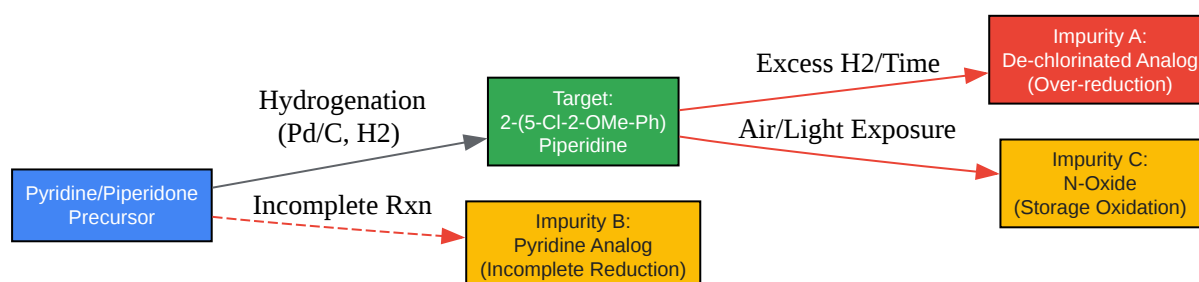 Pyridine/Piperidone
Precursor
Hydrogenation
(Pd/C, H2)
Incomplete Rxn
Target:
2-(5-Cl-2-OMe-Ph)
Piperidine
Impurity B:
Pyridine Analog
(Incomplete Reduction)
Excess H2/Time
Air/Light Exposure
Impurity A:
De-chlorinated Analog
(Over-reduction)
Impurity C:
N-Oxide
(Storage Oxidation)